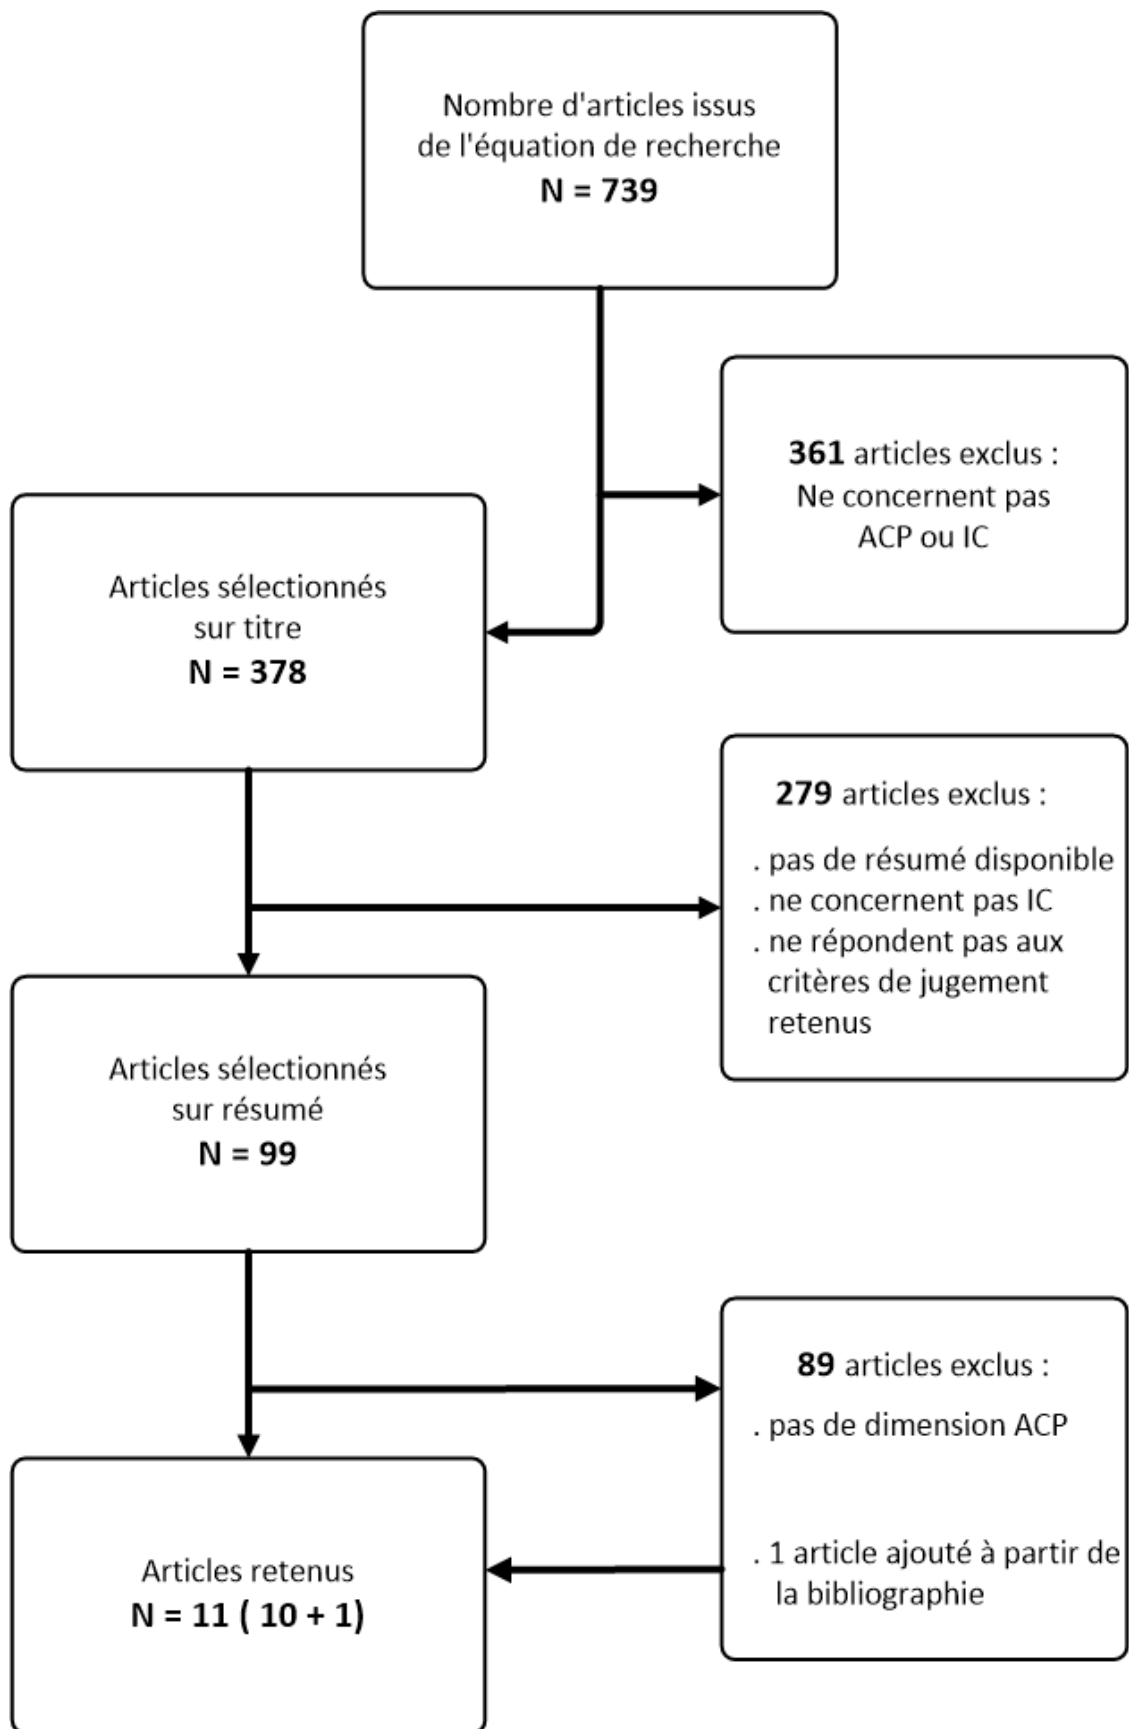 Nombre d'articles issus
de l'équation de recherche
N = 739
361 articles exclus :
Ne concernent pas
ACP ou IC
Articles sélectionnés
sur titre
N = 378
279 articles exclus :
. pas de résumé disponible
. ne concernent pas IC
. ne répondent pas aux
critères de jugement
retenus
Articles sélectionnés
sur résumé
N = 99
89 articles exclus :
. pas de dimension ACP
. 1 article ajouté à partir de
la bibliographie
Articles retenus
N = 11 ( 10 + 1)